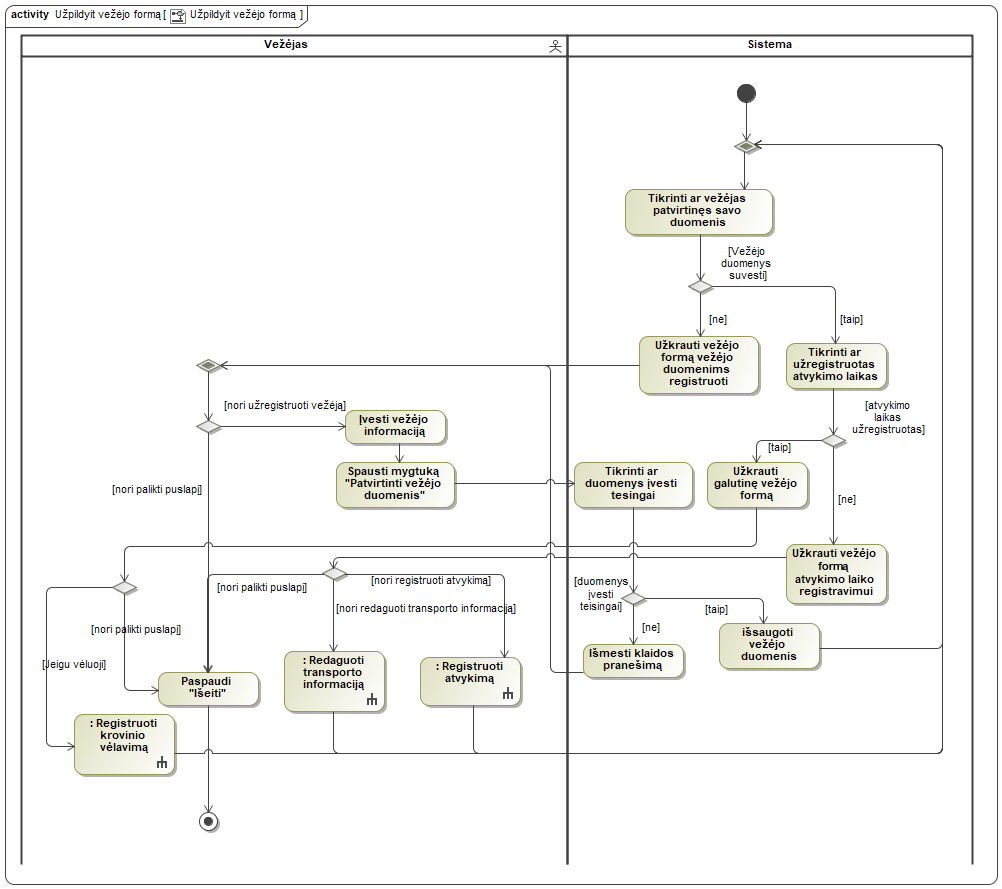 activity Užpildyit vežėjo formą [ Užpildyit vežėjo formą ]
Vežėjas
Sistema
Tikrinti ar vežėjas
patvirtinęs savo
duomenis
[Vežėjo
duomenys
suvesti]
[ne]
[taip]
Užkrauti vežėjo
formą vežėjo
duomenims
registruoti
Tikrinti ar
užregistruotas
atvykimo laikas
[nori užregistruoti vežėją]
Įvesti vežėjo
informaciją
[atvykimo
laikas
užregistruotas]
[taip]
Spausti mygtuką
"Patvirtinti vežėjo
duomenis"
Tikrinti ar
duomenys įvesti
tesingai
Užkrauti
galutinę vežėjo
formą
[nori palikti puslapį]
[ne]
Užkrauti vežėjo
formą
atvykimo laiko
registravimui
[nori palikti puslapį]
[nori registruoti atvykimą]
[duomenys
įvesti
teisingai]
[nori redaguoti transporto informaciją]
[taip]
[nori palikti puslapį]
[ne]
išsaugoti
vežėjo
duomenis
[Jeigu vėluoji]
Išmesti klaidos
pranešimą
Paspaudi
"Išeiti"
: Redaguoti
transporto
informaciją
: Registruoti
atvykimą
: Registruoti
krovinio
vėlavimą